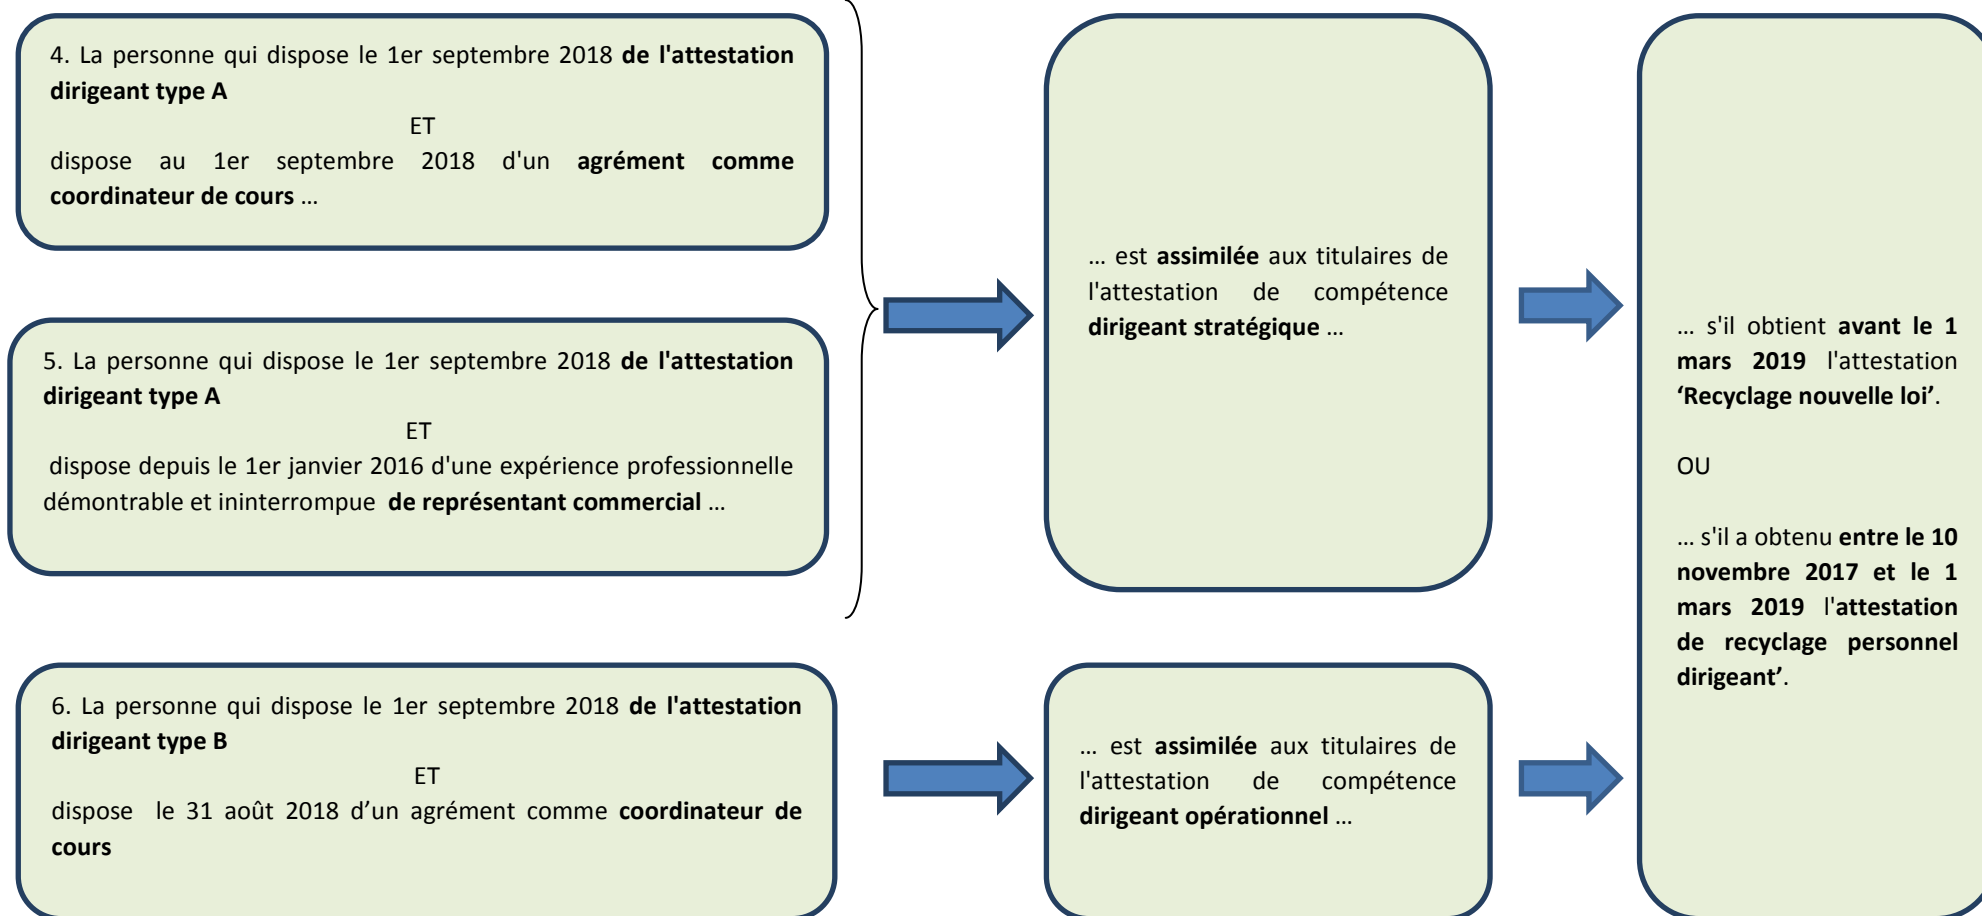 4. La personne qui dispose le 1er septembre 2018 de l'attestation
dirigeant type A
ET
dispose au 1er septembre 2018 d'un agrément comme
coordinateur de cours ...
5. La personne qui dispose le 1er septembre 2018 de l'attestation
dirigeant type A
ET
dispose depuis le 1er janvier 2016 d'une expérience professionnelle
démontrable et ininterrompue de représentant commercial ...
6. La personne qui dispose le 1er septembre 2018 de l'attestation
dirigeant type B
ET
dispose le 31 août 2018 d’un agrément comme coordinateur de
cours
... est assimilée aux titulaires de
l'attestation de compétence
dirigeant stratégique ...
... est assimilée aux titulaires de
l'attestation de compétence
dirigeant opérationnel ...
... s'il obtient avant le 1
mars 2019 l'attestation
‘Recyclage nouvelle loi’.
OU
... s'il a obtenu entre le 10
novembre 2017 et le 1
mars 2019 l'attestation
de recyclage personnel
dirigeant’.